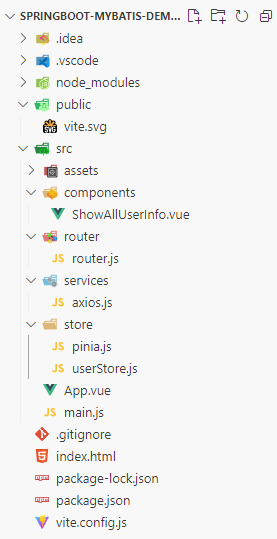 SPRINGBOOT-MYBATIS-DEM...
.idea
.vscode
node_modules
public
vite.svg
src
assets
components
ShowAllUserInfo.vue
router
JS router.js
services
JS axios.js
store
JS pinia.js
JS userStore.js
App.vue
JS main.js
.gitignore
index.html
package-lock.json
package.json
vite.config.js